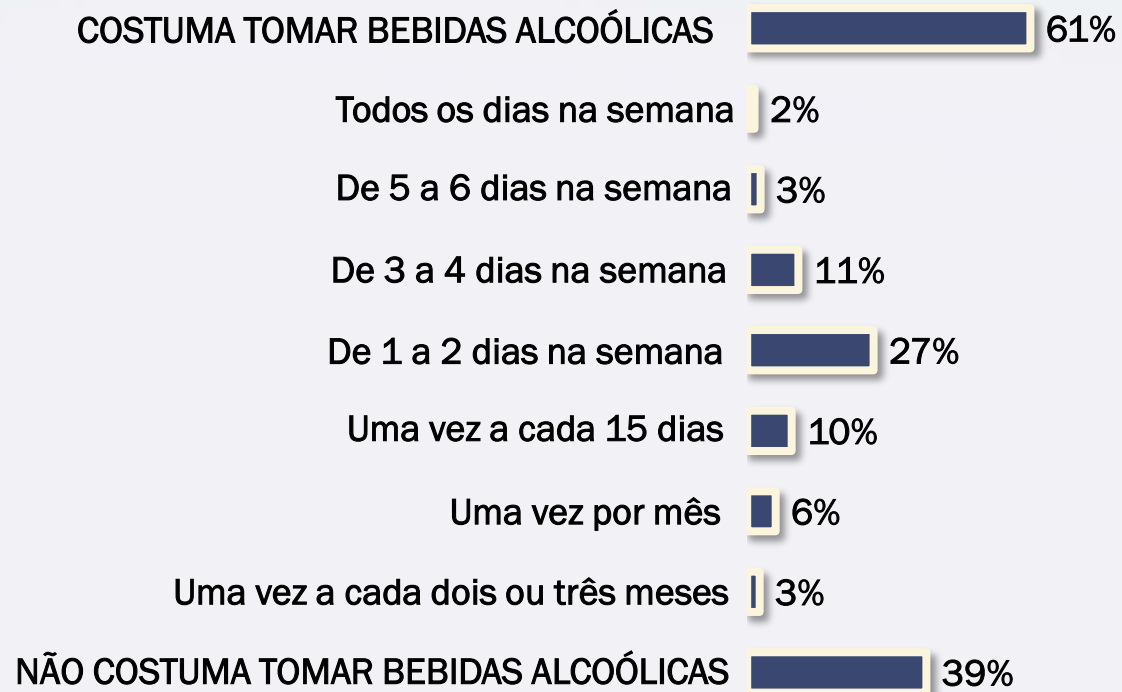 COSTUMA TOMAR BEBIDAS ALCOÓLICAS 61%
Todos os dias na semana 2%
De 5 a 6 dias na semana 3%
De 3 a 4 dias na semana 11%
De 1 a 2 dias na semana 27%
Uma vez a cada 15 dias 10%
Uma vez por mês 6%
Uma vez a cada dois ou três meses 3%
NÃO COSTUMA TOMAR BEBIDAS ALCOÓLICAS 39%